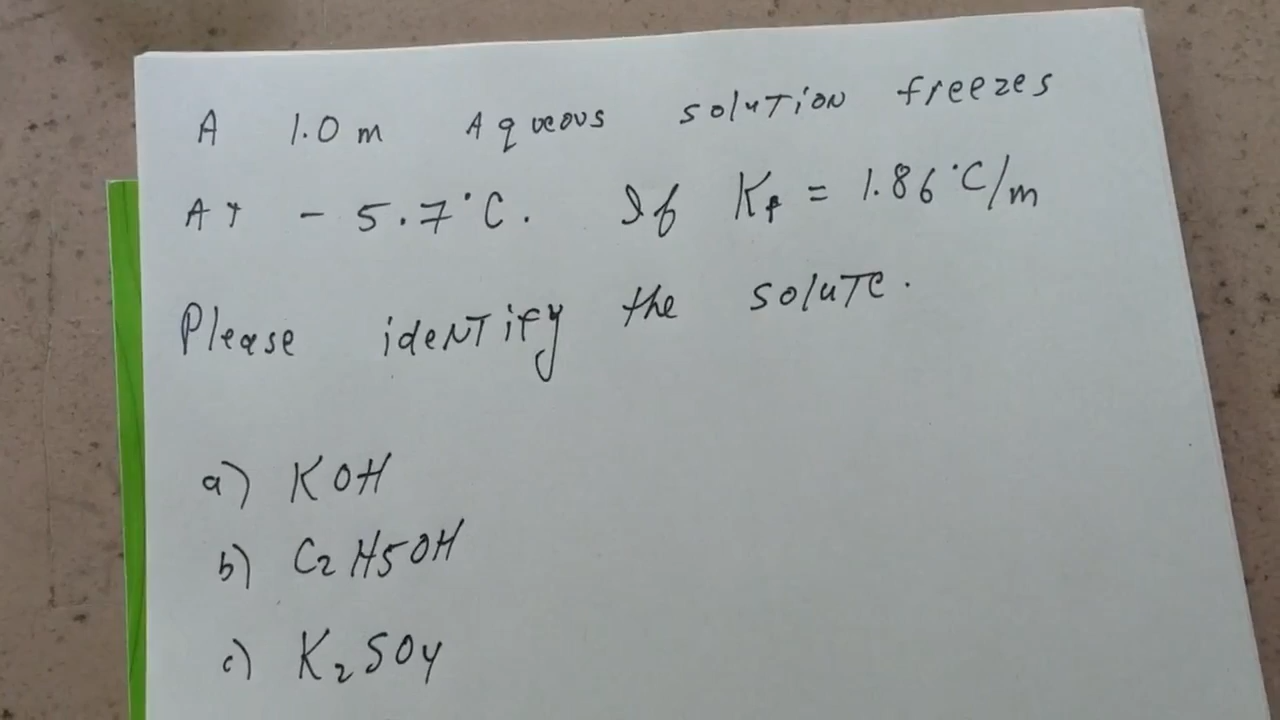 A 1.0 m Aqueous solution freezes
At - 5.7°C. If Kf = 1.86°C/m
Please identify the solute.
a) KOH
b) C2H5OH
c) K2SO4